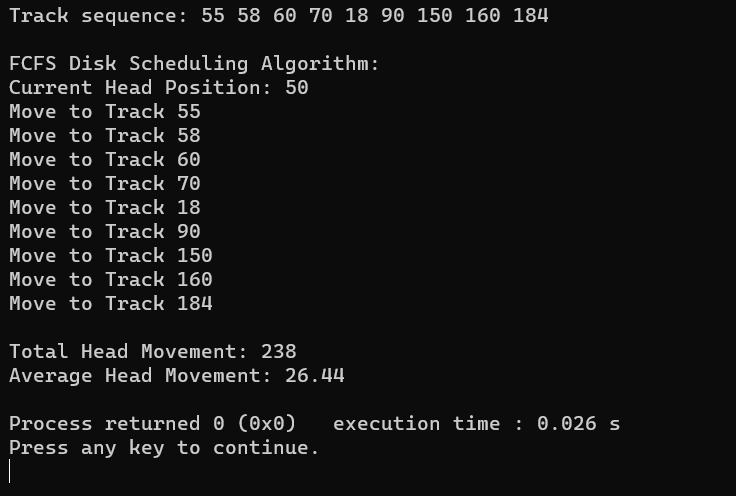 Track sequence: 55 58 60 70 18 90 150 160 184
FCFS Disk Scheduling Algorithm:
Current Head Position: 50
Move to Track 55
Move to Track 58
Move to Track 60
Move to Track 70
Move to Track 18
Move to Track 90
Move to Track 150
Move to Track 160
Move to Track 184
Total Head Movement: 238
Average Head Movement: 26.44
Process returned 0 (0x0)   execution time : 0.026 s
Press any key to continue.